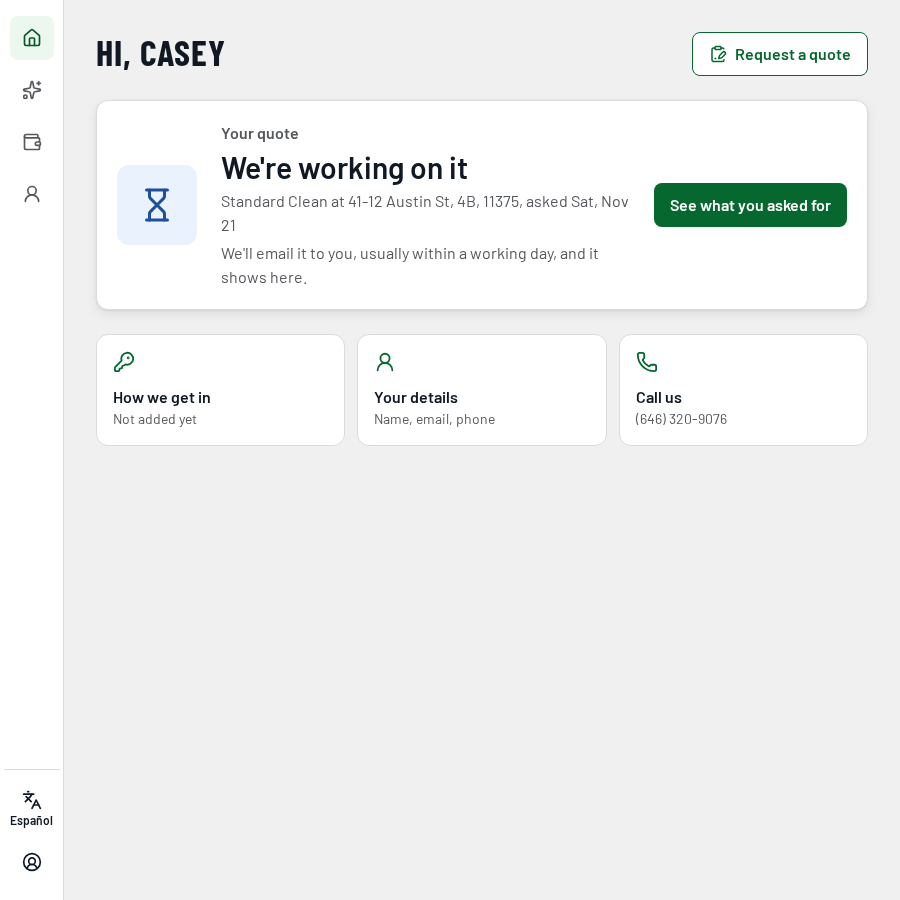 HI, CASEY
Request a quote
Your quote
We're working on it
Standard Clean at 41-12 Austin St, 4B, 11375, asked Sat, Nov
21
We'll email it to you, usually within a working day, and it
shows here.
See what you asked for
How we get in
Not added yet
Your details
Name, email, phone
Call us
(646) 320-9076
Español